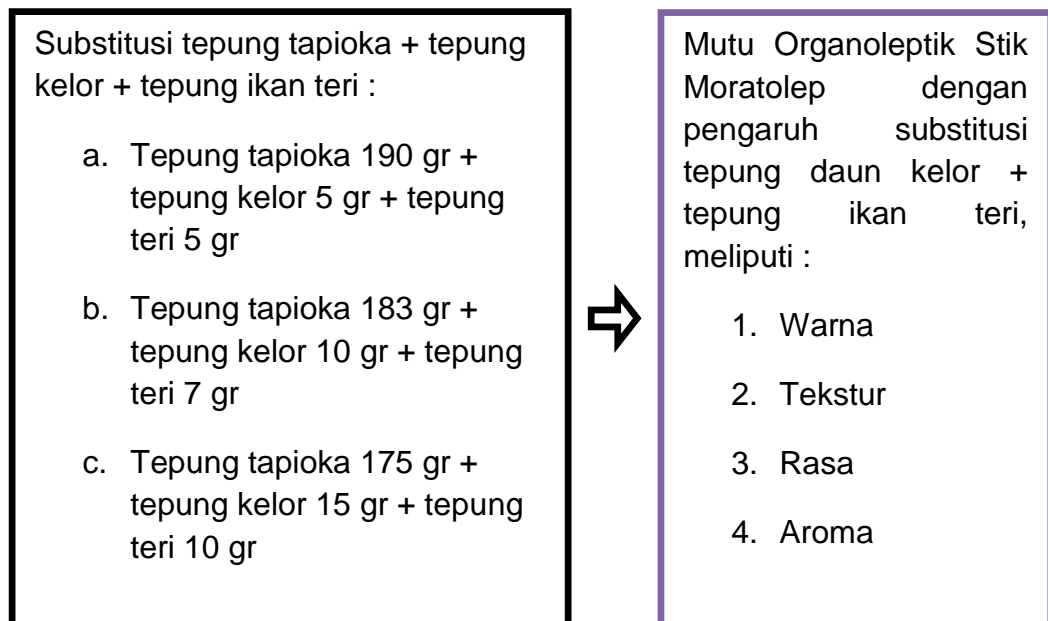 Substitusi tepung tapioka + tepung
kelor + tepung ikan teri :
a. Tepung tapioka 190 gr +
tepung kelor 5 gr + tepung
teri 5 gr
b. Tepung tapioka 183 gr +
tepung kelor 10 gr + tepung
teri 7 gr
c. Tepung tapioka 175 gr +
tepung kelor 15 gr + tepung
teri 10 gr
Mutu Organoleptik Stik
Moratolep dengan
pengaruh substitusi
tepung daun kelor +
tepung ikan teri,
meliputi :
1. Warna
2. Tekstur
3. Rasa
4. Aroma